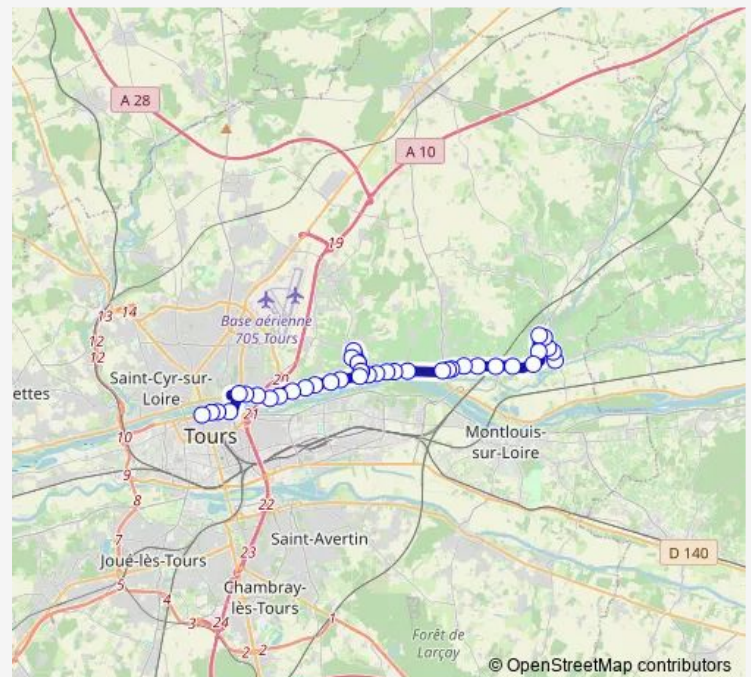 A 28
A 10
19
Base aérienne
705 Tours
13
14
12
12
Saint-Cyr-sur-
Loire
20
ettes
21
Tours
10
Montlouis-
sur-Loire
9
8
22
7
Saint-Avertin
23
Joué-lès-Tours
D 140
5
Chambray-
lès-Tours
4
3
24
1
2
2
Forêt de
Larçay
© OpenStreetMap contributors